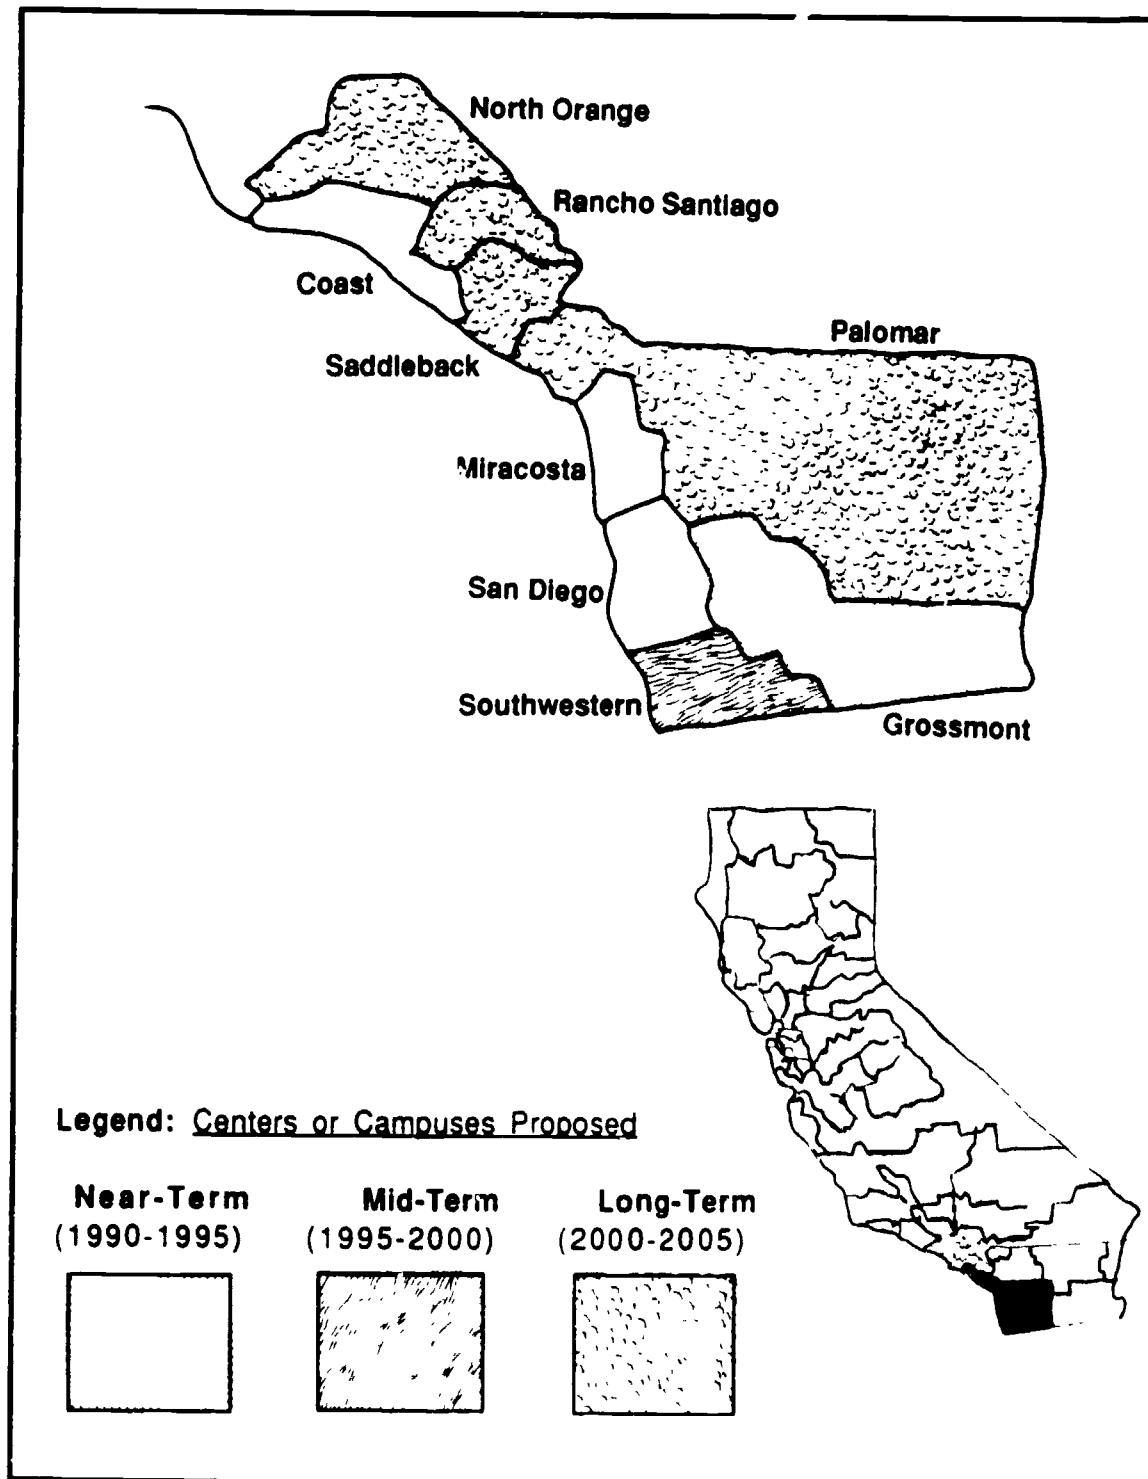 North Orange
Rancho Santiago
Coast
Palomar
Saddleback
Miracosta
San Diego
Southwestern
Grossmont
Legend: Centers or Campuses Proposed
Near-Term
(1990-1995)
Mid-Term
(1995-2000)
Long-Term
(2000-2005)